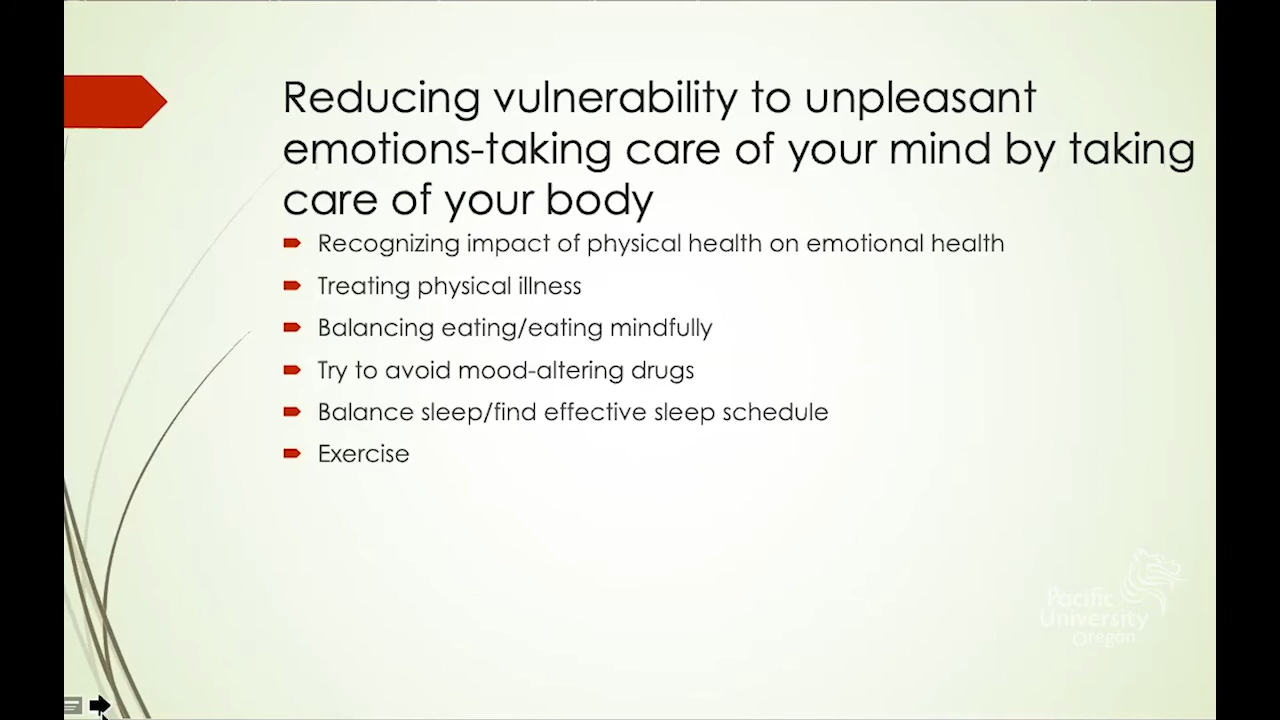 Reducing vulnerability to unpleasant
emotions-taking care of your mind by taking
care of your body
Recognizing impact of physical health on emotional health
Treating physical illness
Balancing eating/eating mindfully
Try to avoid mood-altering drugs
Balance sleep/find effective sleep schedule
Exercise
Pacific
University
Oregon